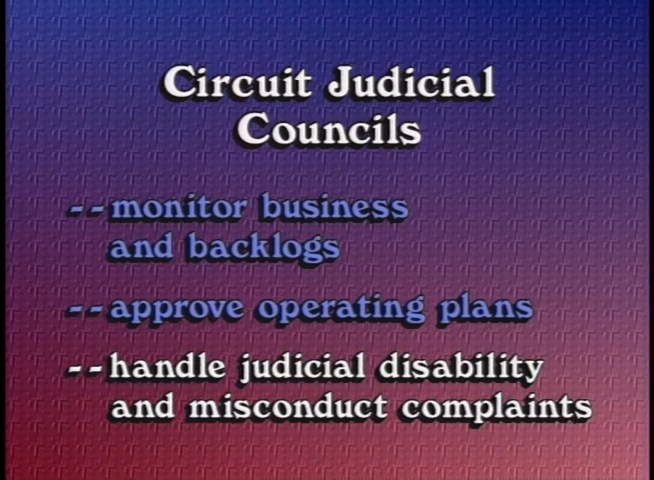 Circuit Judicial
Councils
--monitor business
and backlogs
--approve operating plans
--handle judicial disability
and misconduct complaints